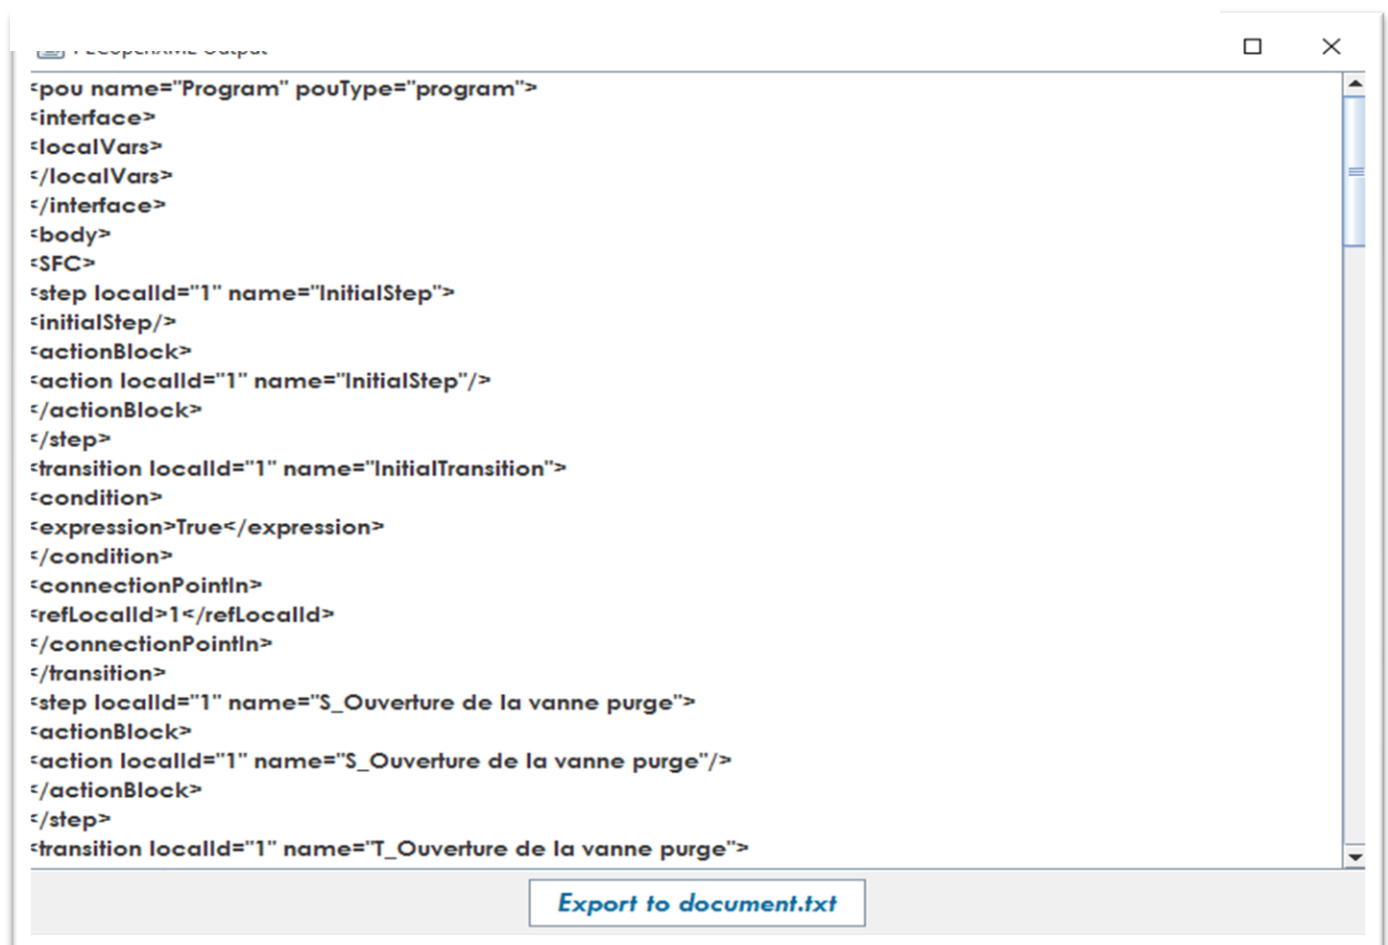 <pou name="Program" pouType="program">
<interface>
<localVars>
</localVars>
</interface>
<body>
<SFC>
<step localId="1" name="InitialStep">
<initialStep/>
<actionBlock>
<action localId="1" name="InitialStep"/>
</actionBlock>
</step>
<transition localId="1" name="InitialTransition">
<condition>
<expression>True</expression>
</condition>
<connectionPointIn>
<refLocalId>1</refLocalId>
</connectionPointIn>
</transition>
<step localId="1" name="S_Ouverture de la vanne purge">
<actionBlock>
<action localId="1" name="S_Ouverture de la vanne purge"/>
</actionBlock>
</step>
<transition localId="1" name="T_Ouverture de la vanne purge">
Export to document.txt